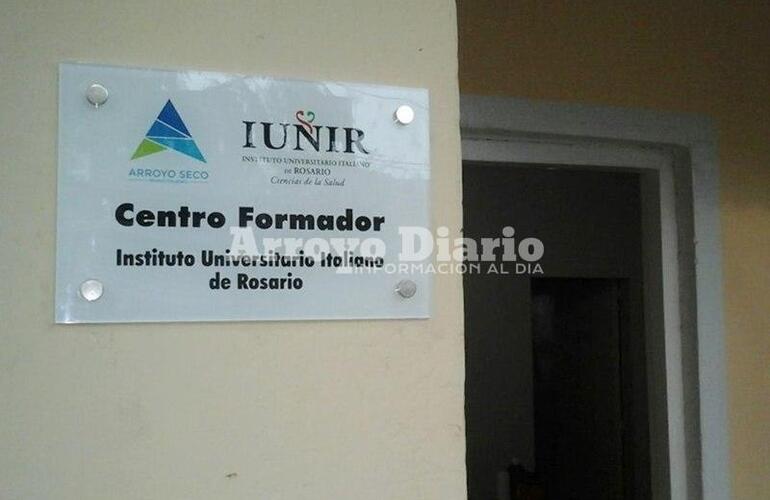 ARROYO SECO
IUNIR
INSTITUTO UNIVERSITARIO ITALIANO
DE ROSARIO
Ciencias de la Salud
Centro Formador
Instituto Universitario Italiano
de Rosario
Arroyo Diario
INFORMACIÓN AL DIA